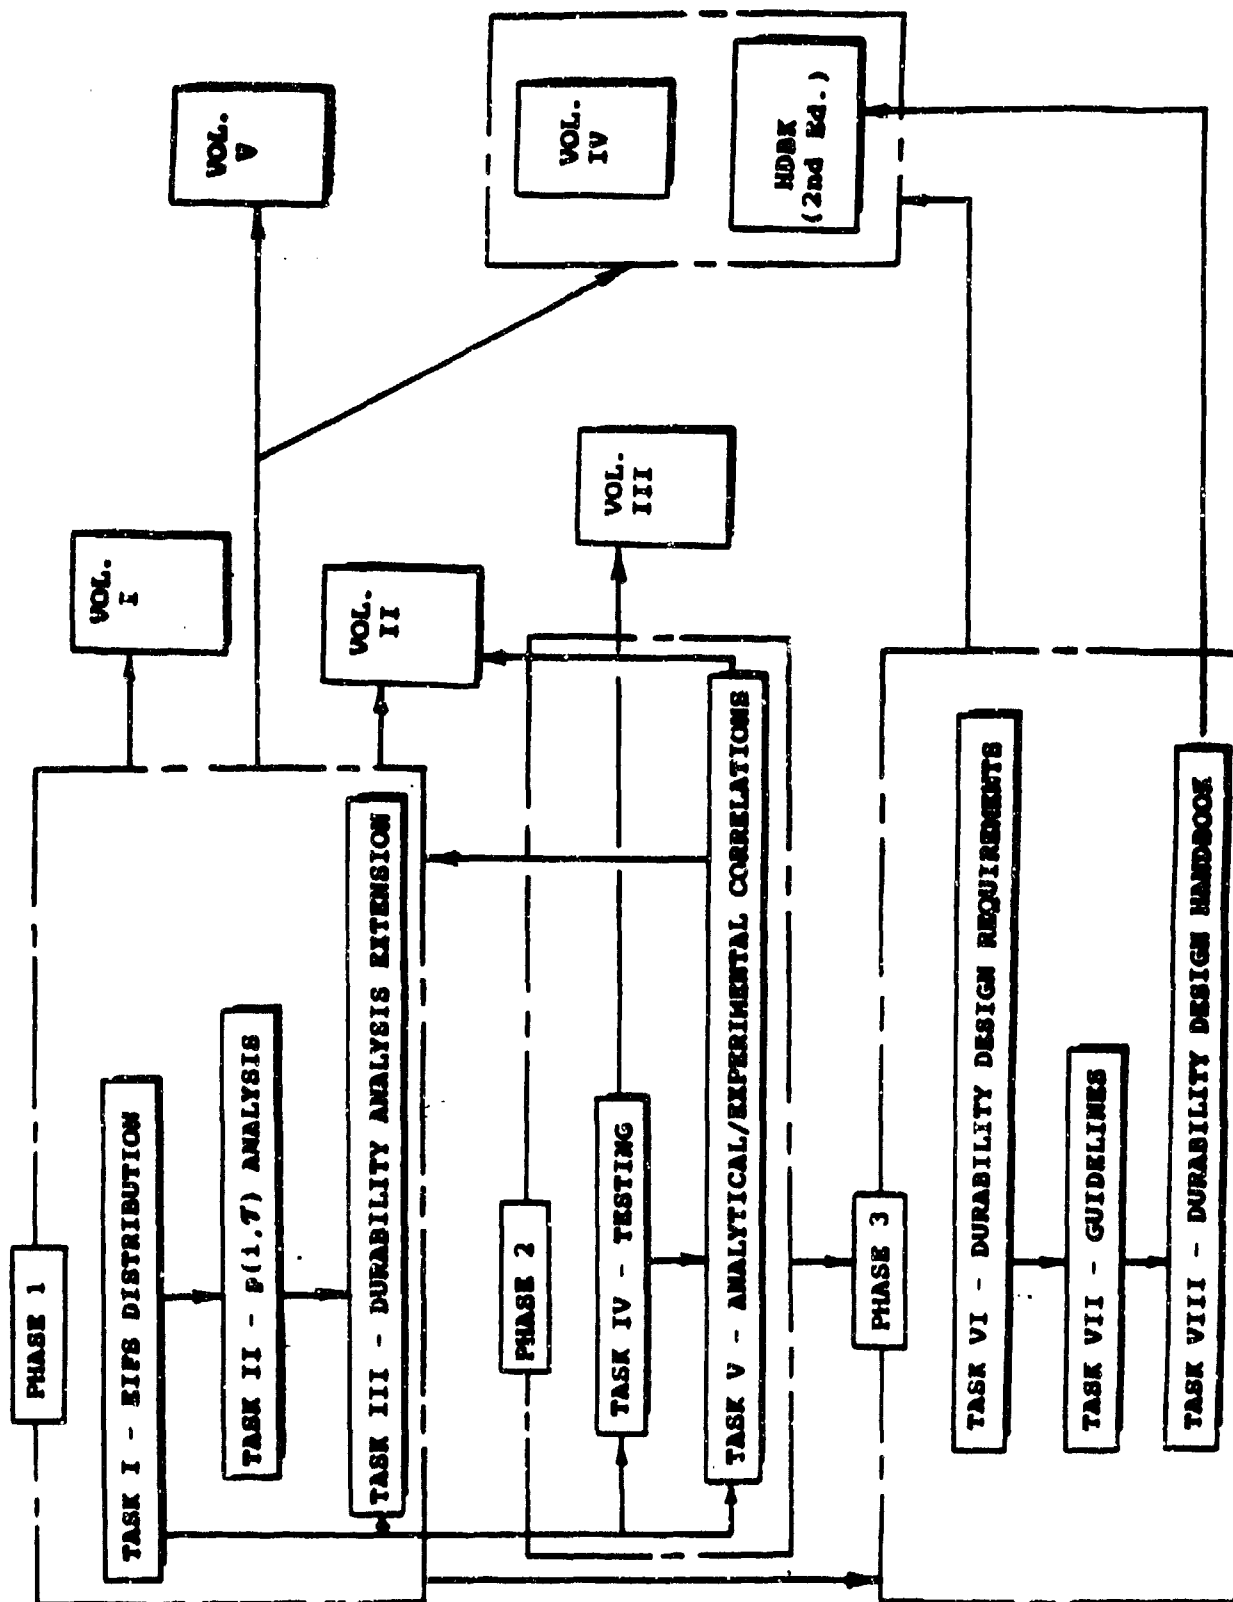 PHASE 1
TASK I - EIFS DISTRIBUTION
TASK II - p(i,τ) ANALYSIS
TASK III - DURABILITY ANALYSIS EXTENSION
VOL.
I
VOL.
V
VOL.
II
PHASE 2
TASK IV - TESTING
TASK V - ANALYTICAL/EXPERIMENTAL CORRELATIONS
VOL.
III
VOL.
IV
HDBK
(2nd Ed.)
PHASE 3
TASK VI - DURABILITY DESIGN REQUIREMENTS
TASK VII - GUIDELINES
TASK VIII - DURABILITY DESIGN HANDBOOK